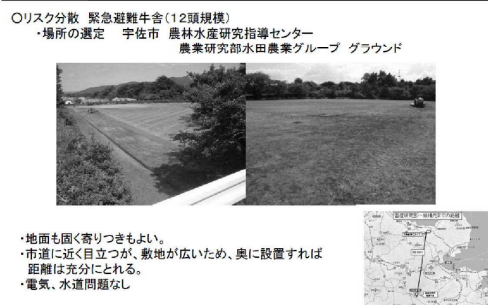 ○リスク分散　緊急避難牛舎（１２頭規模）
・場所の選定　宇佐市　農林水産研究指導センター
農業研究部水田農業グループ　グラウンド
・地面も固く寄りつきもよい。
・市道に近く目立つが、敷地が広いため、奥に設置すれば
距離は充分にとれる。
・電気、水道問題なし